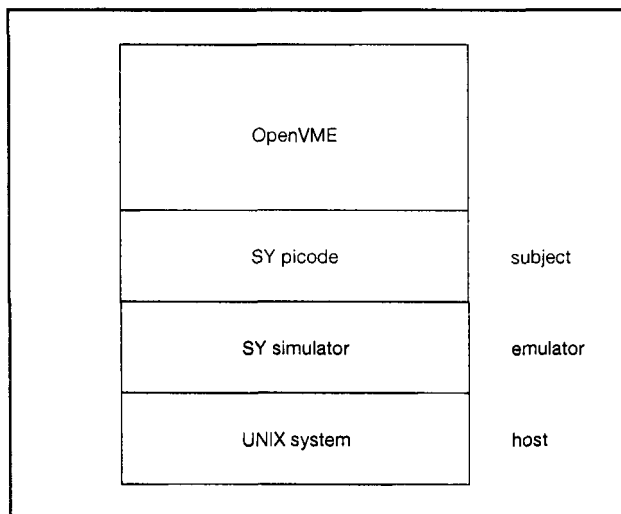 OpenVME
SY picode subject
SY simulator emulator
UNIX system host